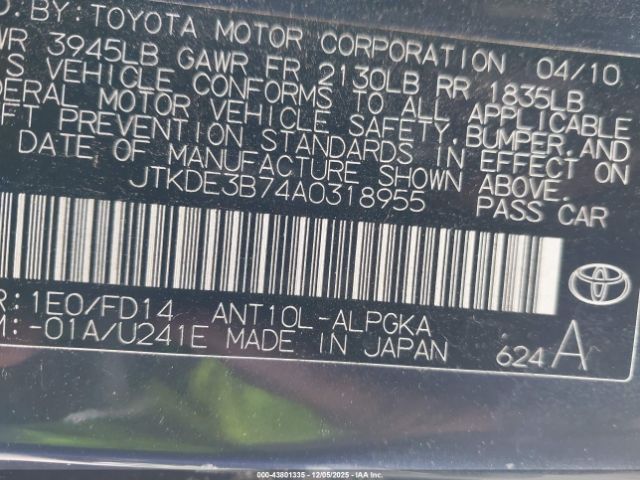 D. BY: TOYOTA MOTOR CORPORATION 04/10
WR 3945LB GAWR FR 2130LB RR 1835LB
S VEHICLE CONFORMS TO ALL APPLICABLE
DERAL MOTOR VEHICLE SAFETY, BUMPER, AND
FT PREVENTION STANDARDS IN EFFECT ON
DATE OF MANUFACTURE SHOWN ABOVE.
JTKDE3B74A0318955 PASS CAR
R: 1E0/FD14 ANT10L-ALPGKA
M: -01A/U241E MADE IN JAPAN
624 A
000-43801335 - 12/05/2025 - IAA Inc.